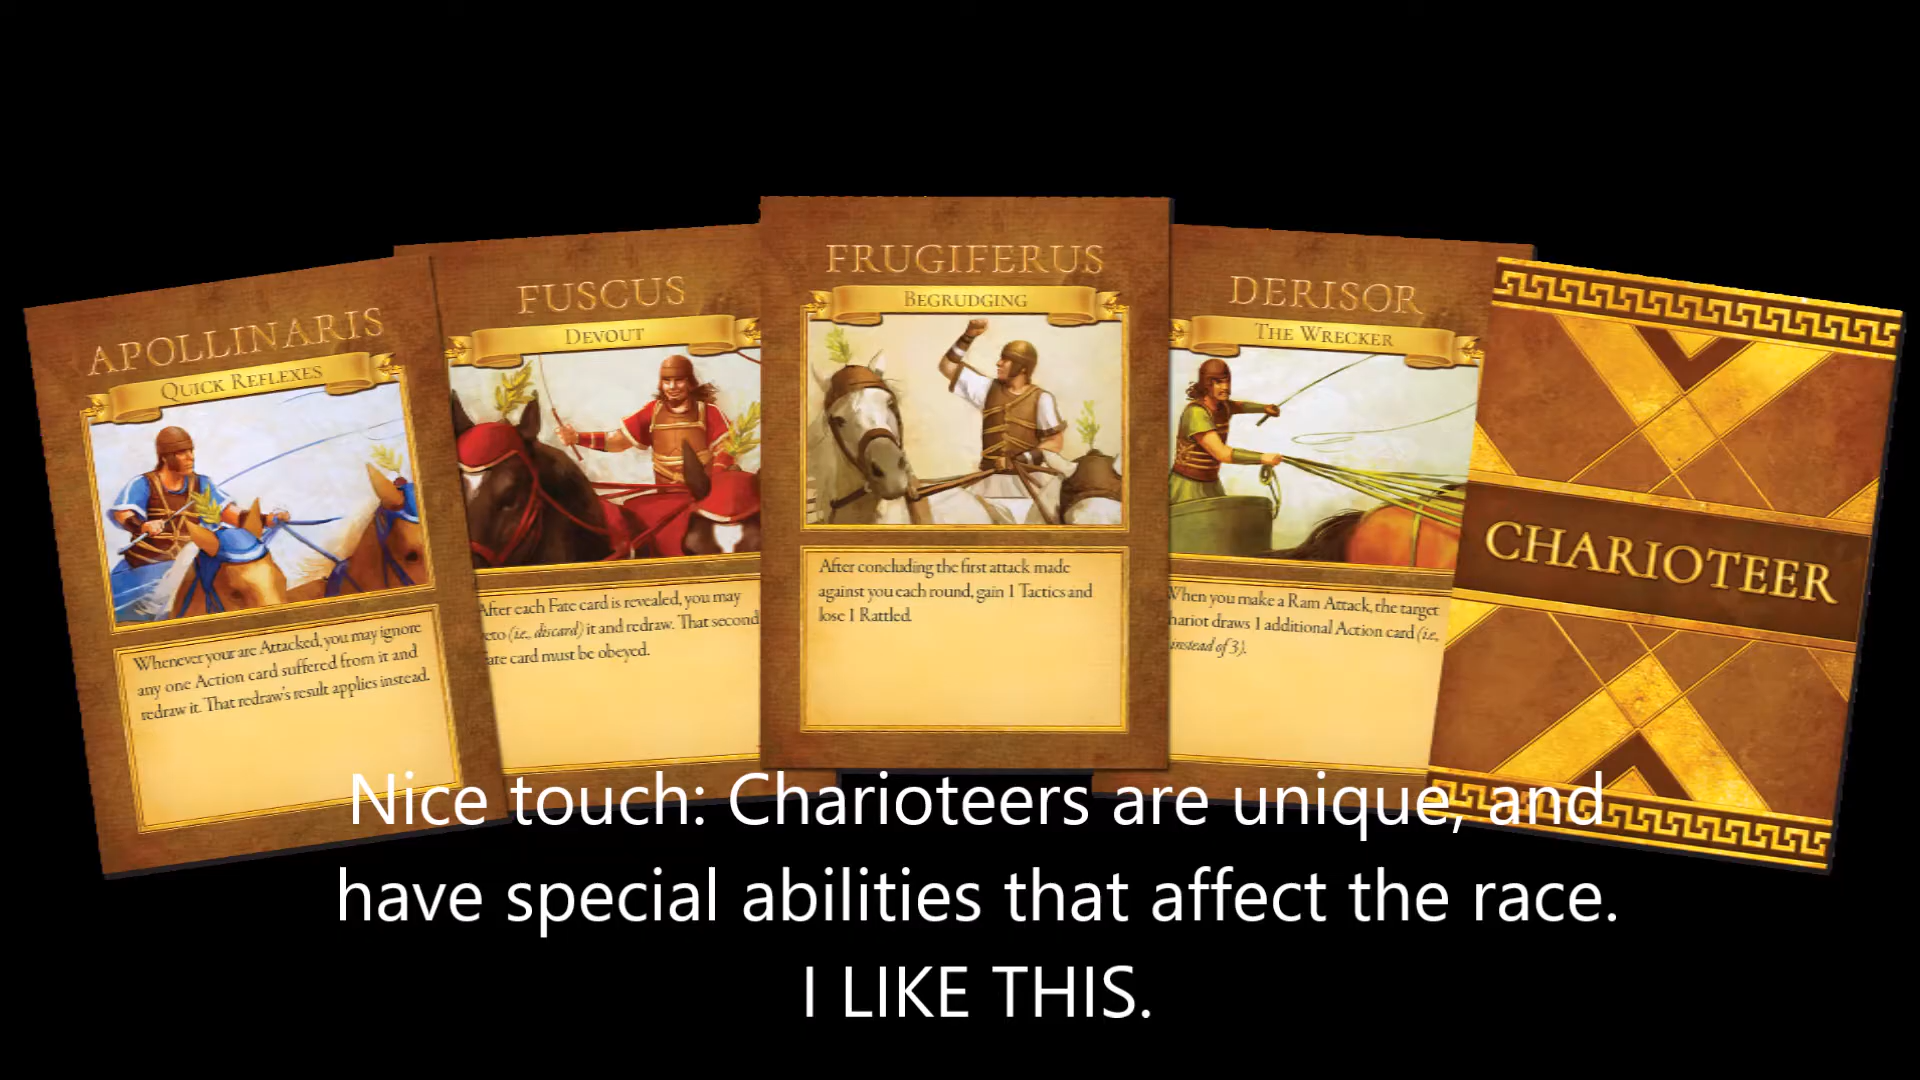 APOLLINARIS
QUICK REFLEXES
Whenever your are Attacked, you may ignore
any one Action card suffered from it and
redraw it. That redraw's result applies instead.
FUSCUS
DEVOUT
After each Fate card is revealed, you may
veto (i.e., discard) it and redraw. That second
Fate card must be obeyed.
FRUGIFERUS
BEGRUDGING
After concluding the first attack made
against you each round, gain 1 Tactics and
lose 1 Rattled.
DERISOR
THE WRECKER
When you make a Ram Attack, the target
chariot draws 1 additional Action card (i.e.,
instead of 3).
CHARIOTEER
Nice touch: Charioteers are unique, and
have special abilities that affect the race.
I LIKE THIS.